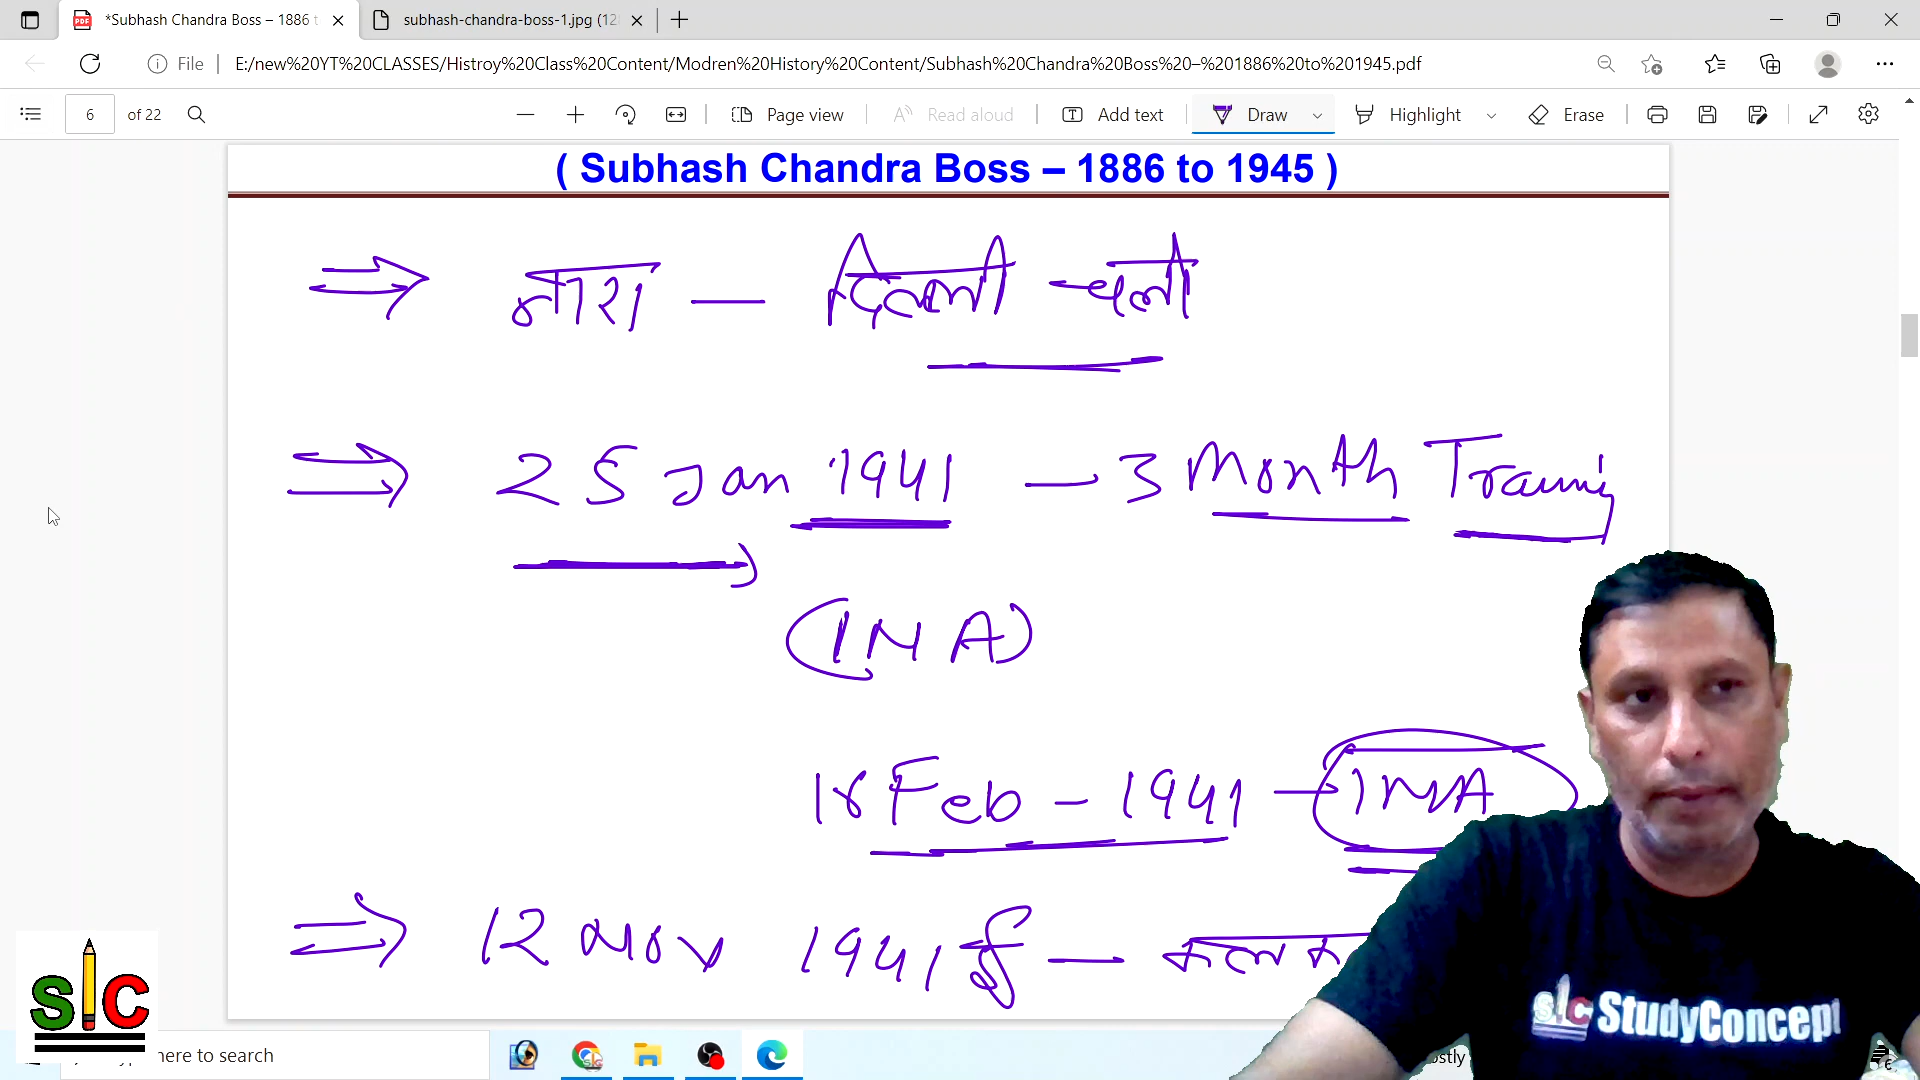 *Subhash Chandra Boss – 1886 t
subhash-chandra-boss-1.jpg (12
File
E:/new%20YT%20CLASSES/Histroy%20Class%20Content/Modren%20History%20Content/Subhash%20Chandra%20Boss%20–%201886%20to%201945.pdf
6 of 22
Page view
Read aloud
Add text
Draw
Highlight
Erase
( Subhash Chandra Boss – 1886 to 1945 )
नारा — दिल्ली - चलो
25 Jan 1941 — 3 Month
(INA)
18 Feb - 1941 — INA
12 Nov 1941 ई —
StudyConcept
SLC
here to search